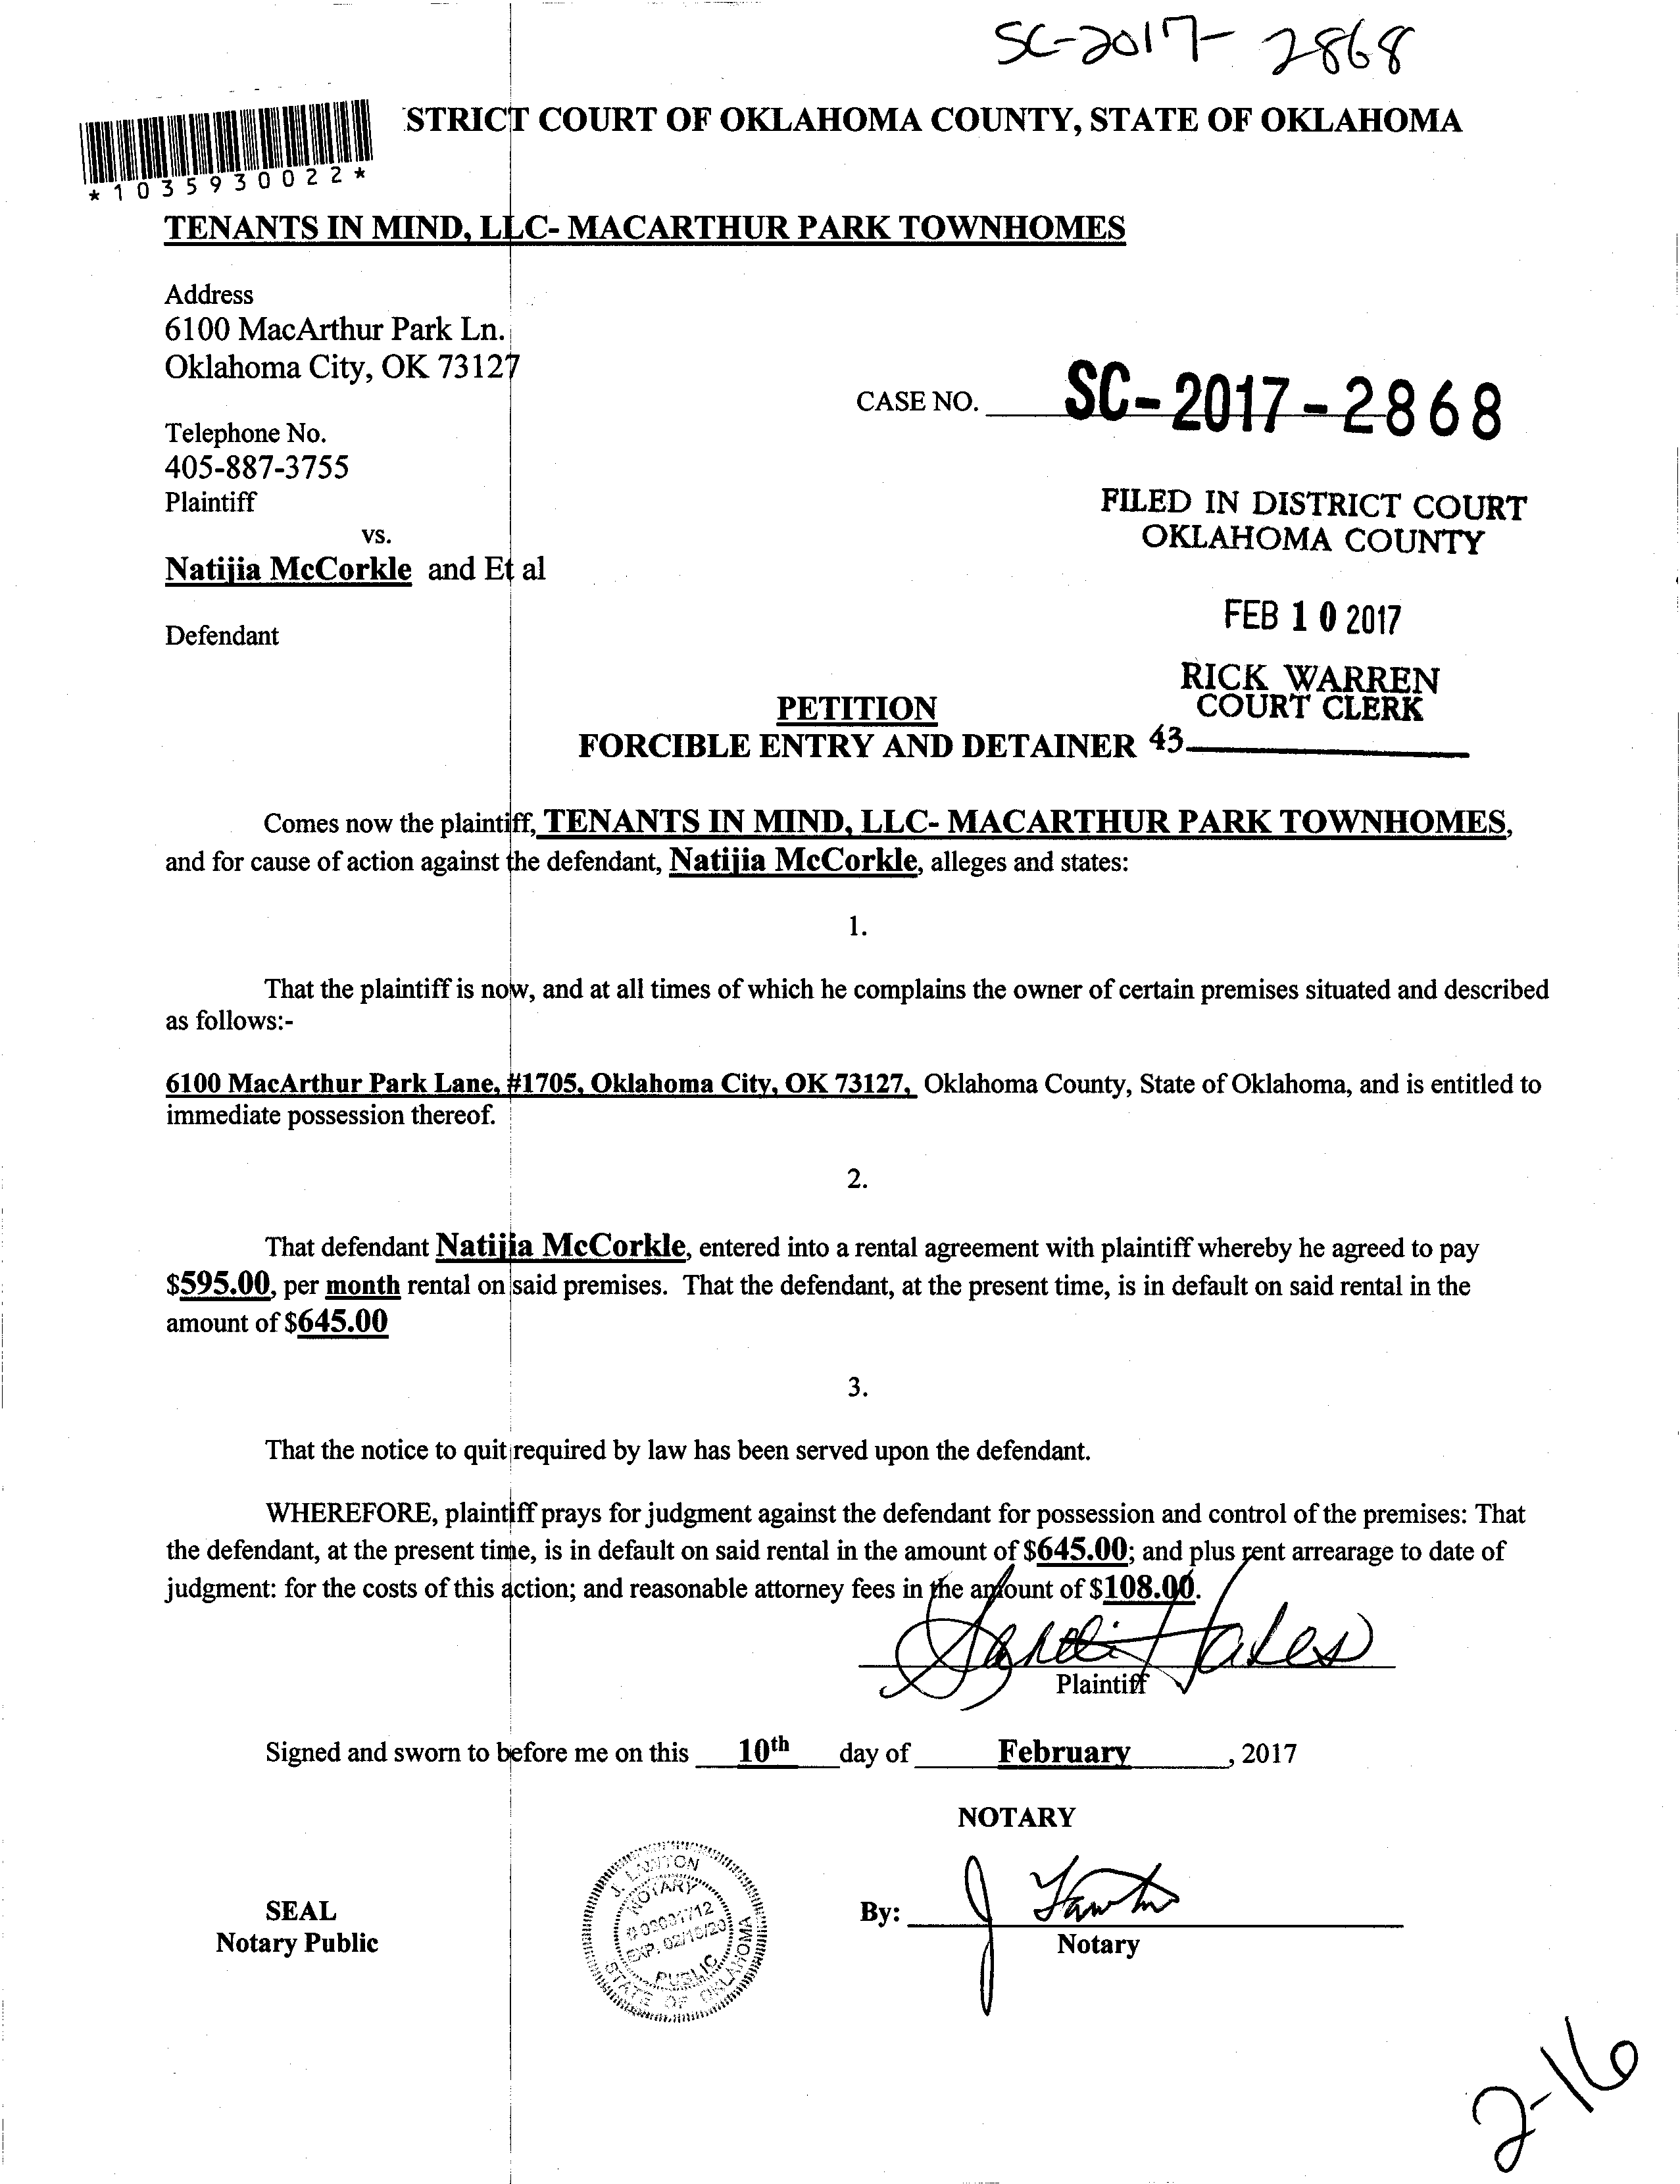 SC-2017-2868
STRICT COURT OF OKLAHOMA COUNTY, STATE OF OKLAHOMA
*1035930022*
TENANTS IN MIND, LLC- MACARTHUR PARK TOWNHOMES
Address
6100 MacArthur Park Ln.
Oklahoma City, OK 73127
CASE NO. SC-2017-2868
Telephone No.
405-887-3755
Plaintiff
FILED IN DISTRICT COURT
OKLAHOMA COUNTY
vs.
Natijia McCorkle and Et al
FEB 10 2017
Defendant
RICK WARREN
COURT CLERK
PETITION
FORCIBLE ENTRY AND DETAINER 43
Comes now the plaintiff, TENANTS IN MIND, LLC- MACARTHUR PARK TOWNHOMES,
and for cause of action against the defendant, Natijia McCorkle, alleges and states:
1.
That the plaintiff is now, and at all times of which he complains the owner of certain premises situated and described
as follows:-
6100 MacArthur Park Lane, #1705, Oklahoma City, OK 73127, Oklahoma County, State of Oklahoma, and is entitled to
immediate possession thereof.
2.
That defendant Natijia McCorkle, entered into a rental agreement with plaintiff whereby he agreed to pay
$595.00, per month rental on said premises. That the defendant, at the present time, is in default on said rental in the
amount of $645.00
3.
That the notice to quit required by law has been served upon the defendant.
WHEREFORE, plaintiff prays for judgment against the defendant for possession and control of the premises: That
the defendant, at the present time, is in default on said rental in the amount of $645.00; and plus rent arrearage to date of
judgment: for the costs of this action; and reasonable attorney fees in the amount of $108.00.
Plaintiff
Signed and sworn to before me on this 10th day of February, 2017
NOTARY
J. LAWTON
NOTARY
PUBLIC
STATE OF OKLAHOMA
SEAL
Notary Public
By:
Notary
2-16